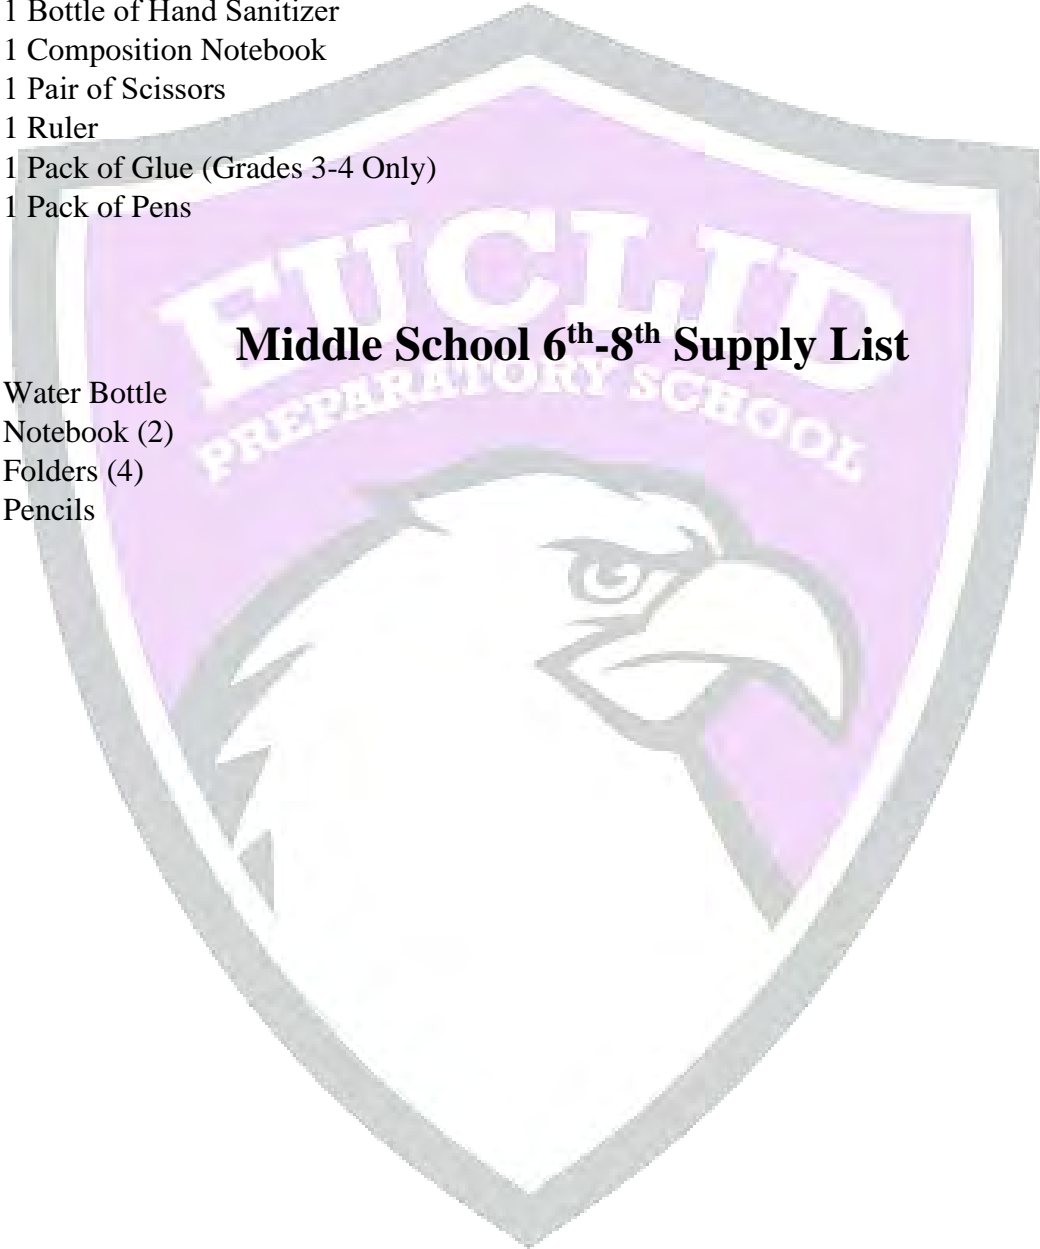 1 Bottle of Hand Sanitizer
1 Composition Notebook
1 Pair of Scissors
1 Ruler
1 Pack of Glue (Grades 3-4 Only)
1 Pack of Pens
EUCLID
PREPARATORY SCHOOL
Middle School 6th-8th Supply List
Water Bottle
Notebook (2)
Folders (4)
Pencils